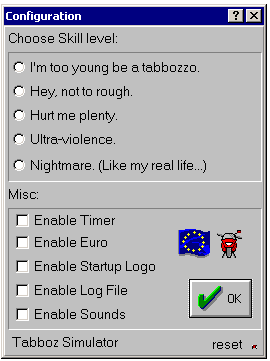 Configuration
Choose Skill level:
I'm too young be a tabbozzo.
Hey, not to rough.
Hurt me plenty.
Ultra-violence.
Nightmare. (Like my real life...)
Misc:
Enable Timer
Enable Euro
Enable Startup Logo
Enable Log File
Enable Sounds
OK
Tabboz Simulator
reset